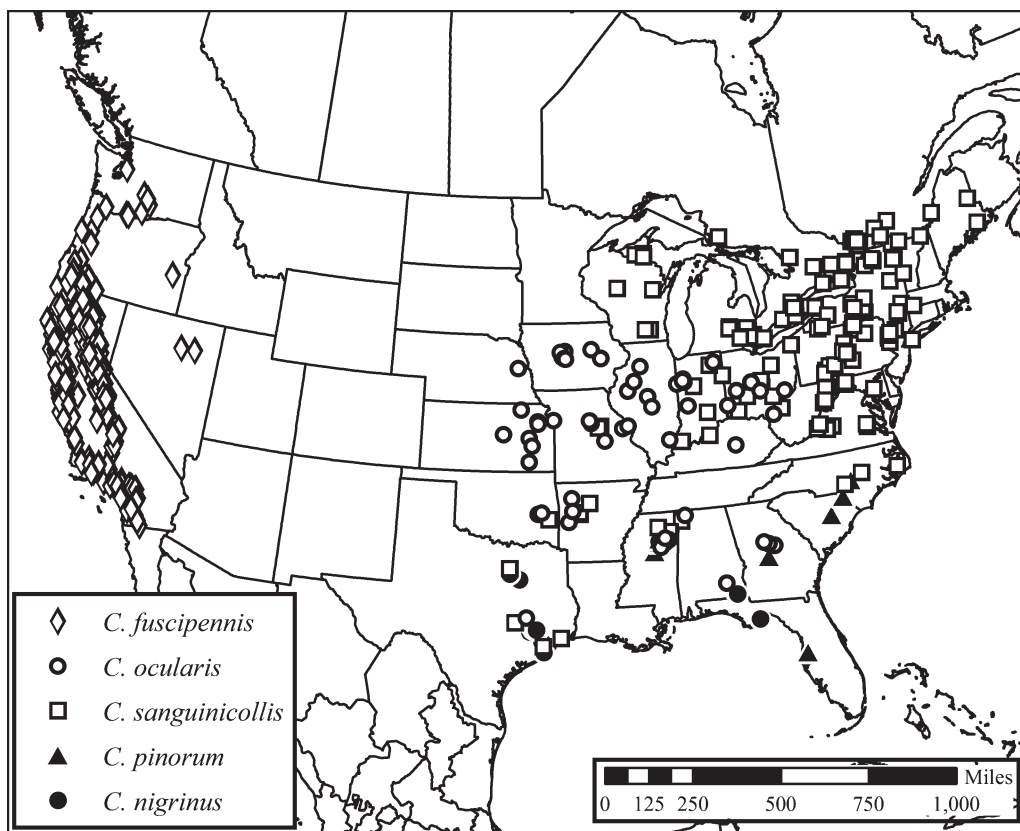 C. fuscipennis
C. ocularis
C. sanguinicollis
C. pinorum
C. nigrinus
Miles
0 125 250 500 750 1,000